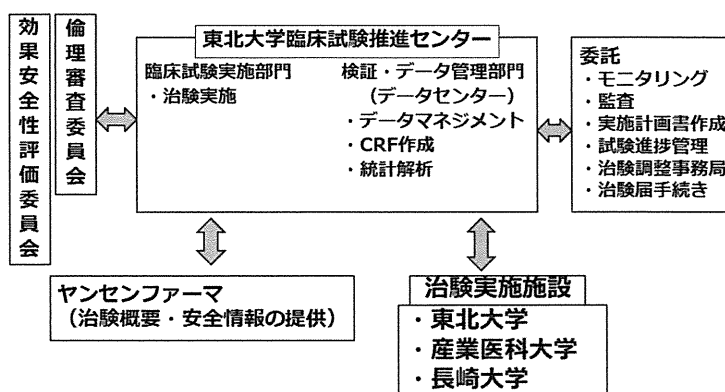 効果安全性評価委員会
倫理審査委員会
東北大学臨床試験推進センター
臨床試験実施部門
・治験実施
検証・データ管理部門
（データセンター）
・データマネジメント
・CRF作成
・統計解析
委託
・モニタリング
・監査
・実施計画書作成
・試験進捗管理
・治験調整事務局
・治験届手続き
ヤンセンファーマ
（治験概要・安全情報の提供）
治験実施施設
・東北大学
・産業医科大学
・長崎大学